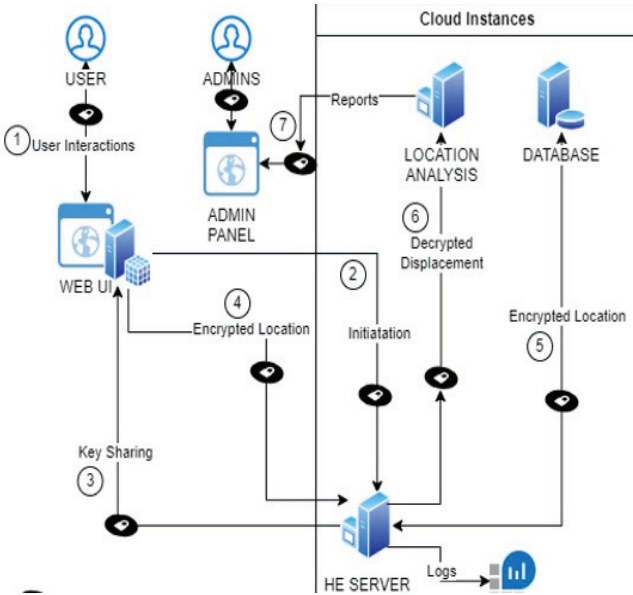 Cloud Instances
USER
ADMINS
1
User Interactions
7
Reports
LOCATION
ANALYSIS
DATABASE
ADMIN
PANEL
6
Decrypted
Displacement
WEB UI
2
4
Encrypted Location
Initiatation
Encrypted Location
5
Key Sharing
3
HE SERVER
Logs